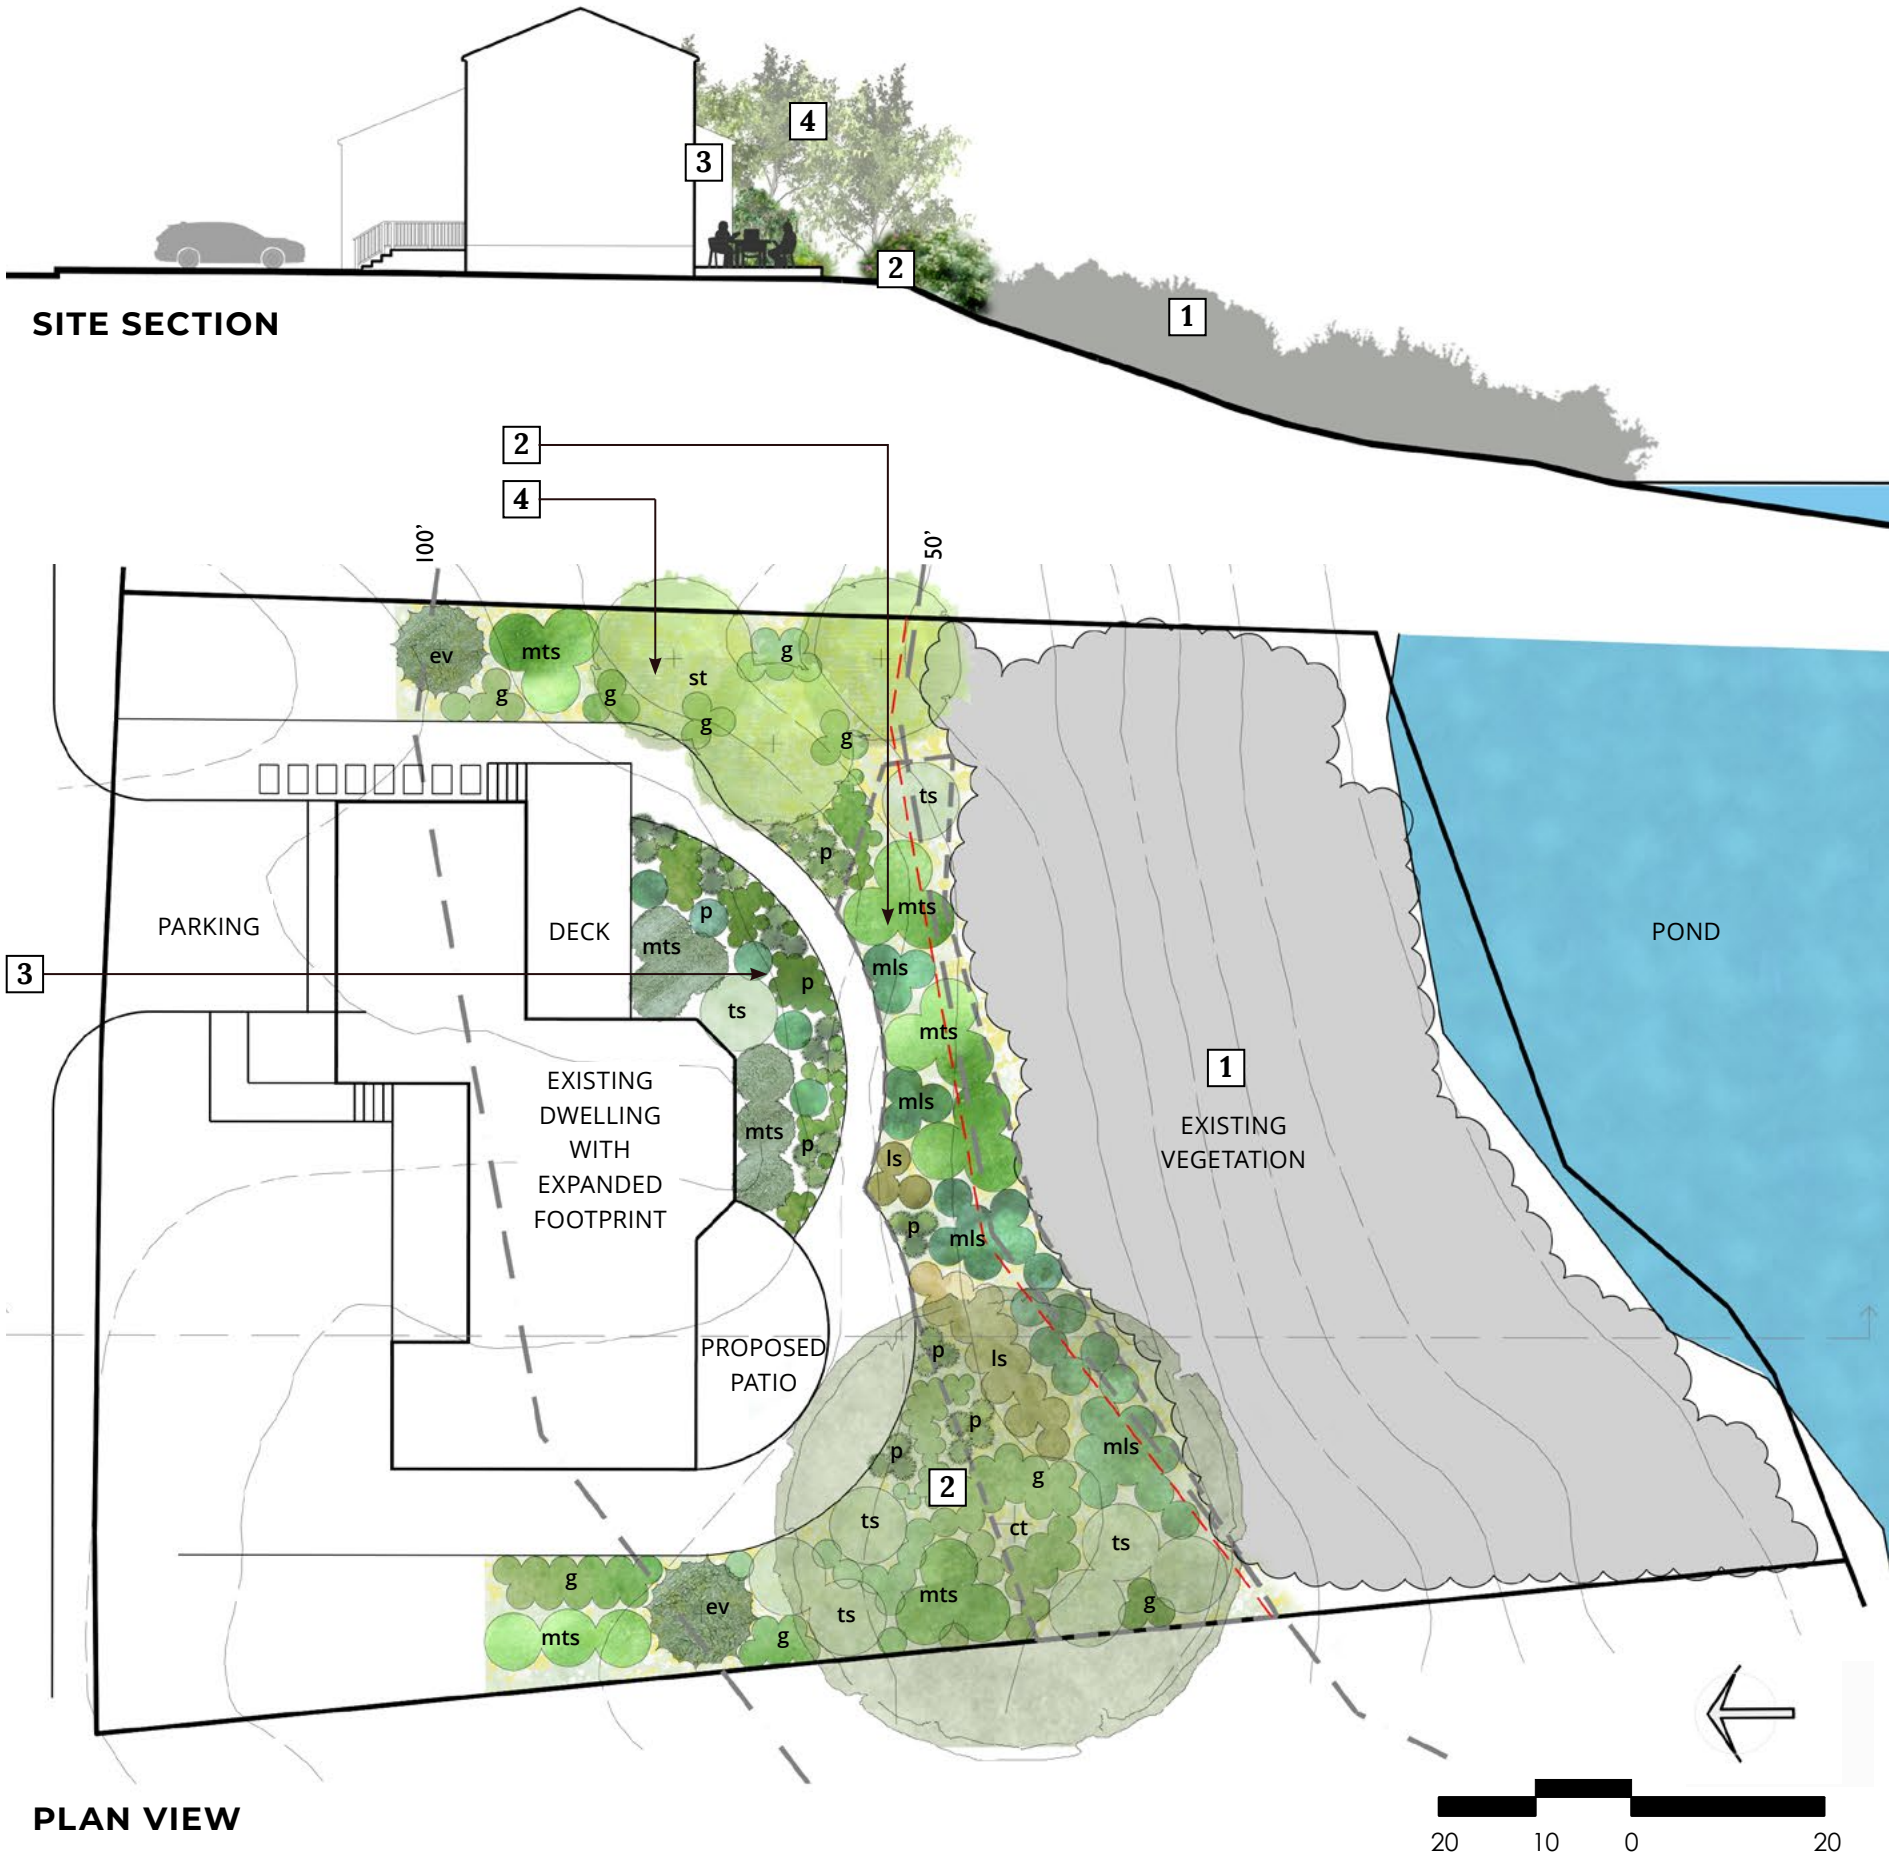 4
3
2
1
SITE SECTION
2
4
100'
50'
ev
mts
g
g
st
g
g
g
ts
p
mts
p
mts
mls
PARKING
DECK
POND
3
p
ts
mts
1
EXISTING
DWELLING
WITH
EXPANDED
FOOTPRINT
mls
EXISTING
VEGETATION
mts
p
ls
p
mls
PROPOSED
PATIO
p
ls
p
mls
p
g
2
ts
ct
ts
g
mts
g
ev
ts
mts
g
PLAN VIEW
20 10 0 20